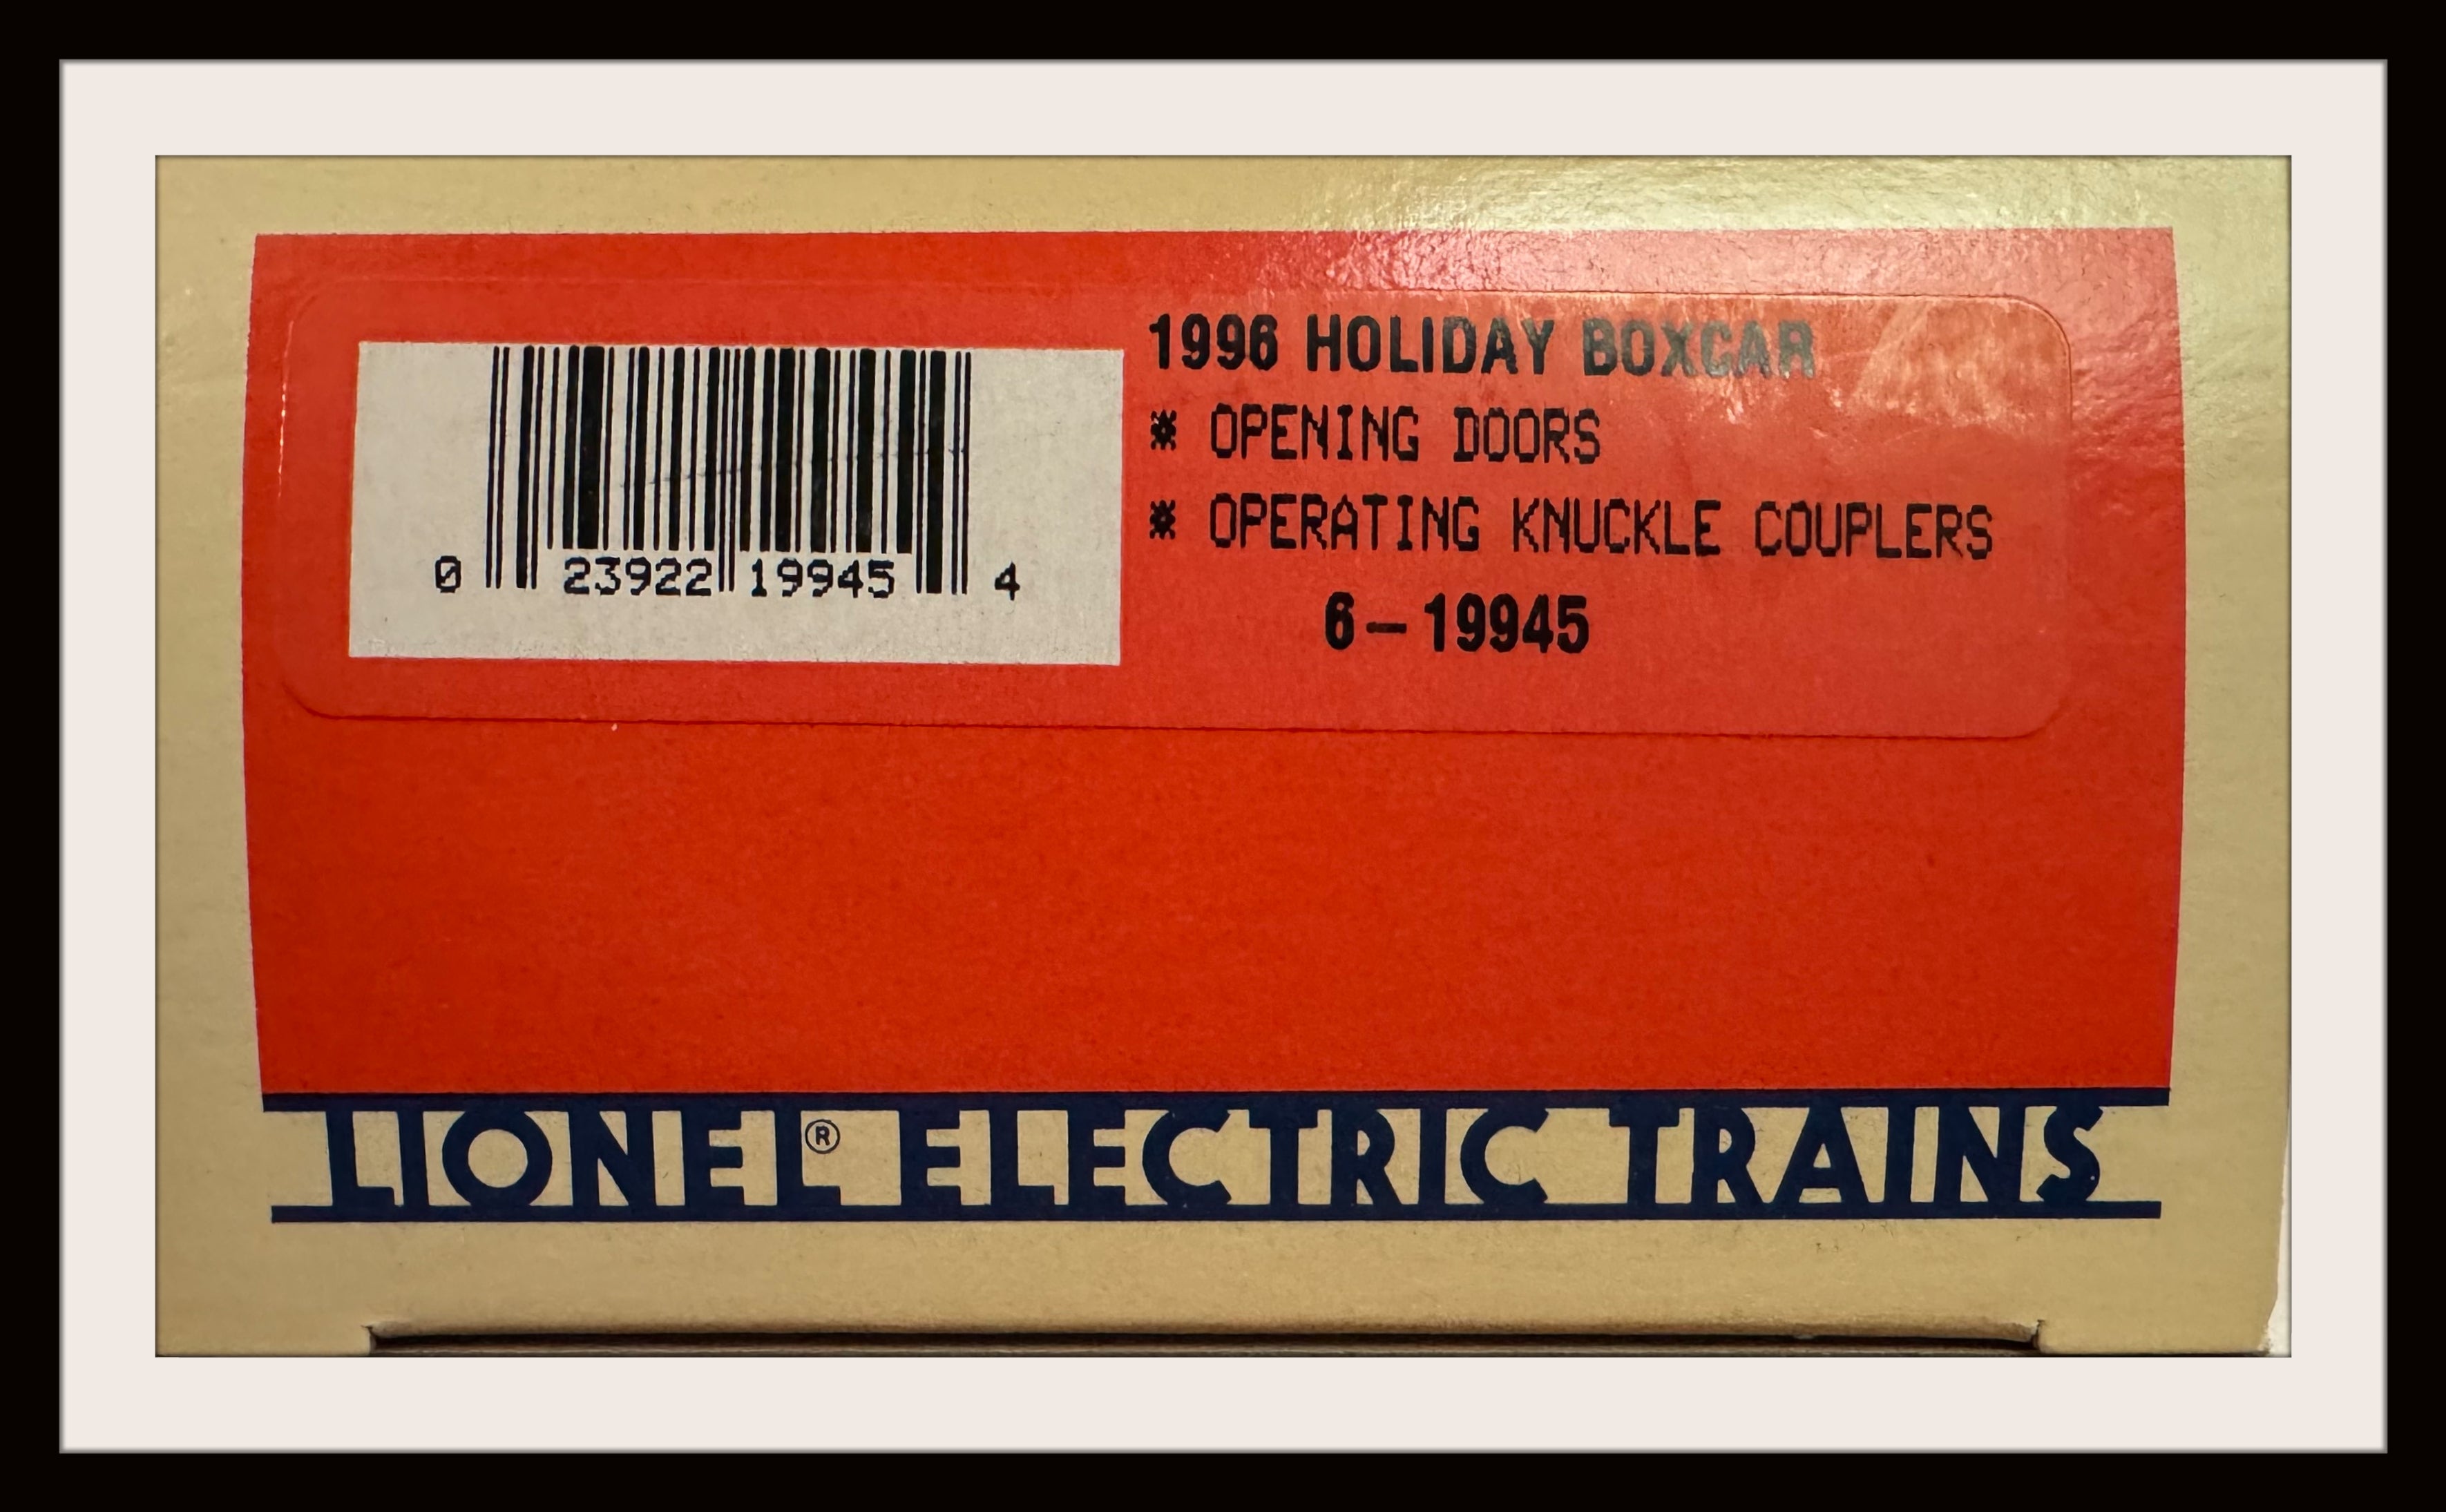 1996 HOLIDAY BOXCAR
* OPENING DOORS
* OPERATING KNUCKLE COUPLERS
6-19945
0 23922 19945 4
LIONEL® ELECTRIC TRAINS